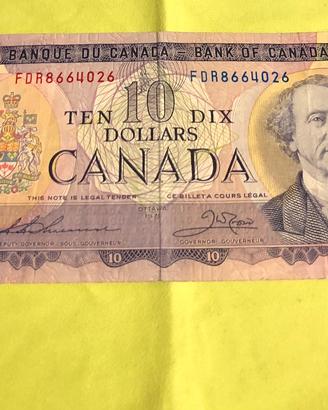 BANQUE DU CANADA – BANK OF CANADA
FDR8664026 FDR8664026
10
TEN DIX
DOLLARS
CANADA
THIS NOTE IS LEGAL TENDER CE BILLET A COURS LÉGAL
OTTAWA
DEPUTY GOVERNOR - SOUS-GOUVERNEUR GOVERNOR - GOUVERNEUR
10 10